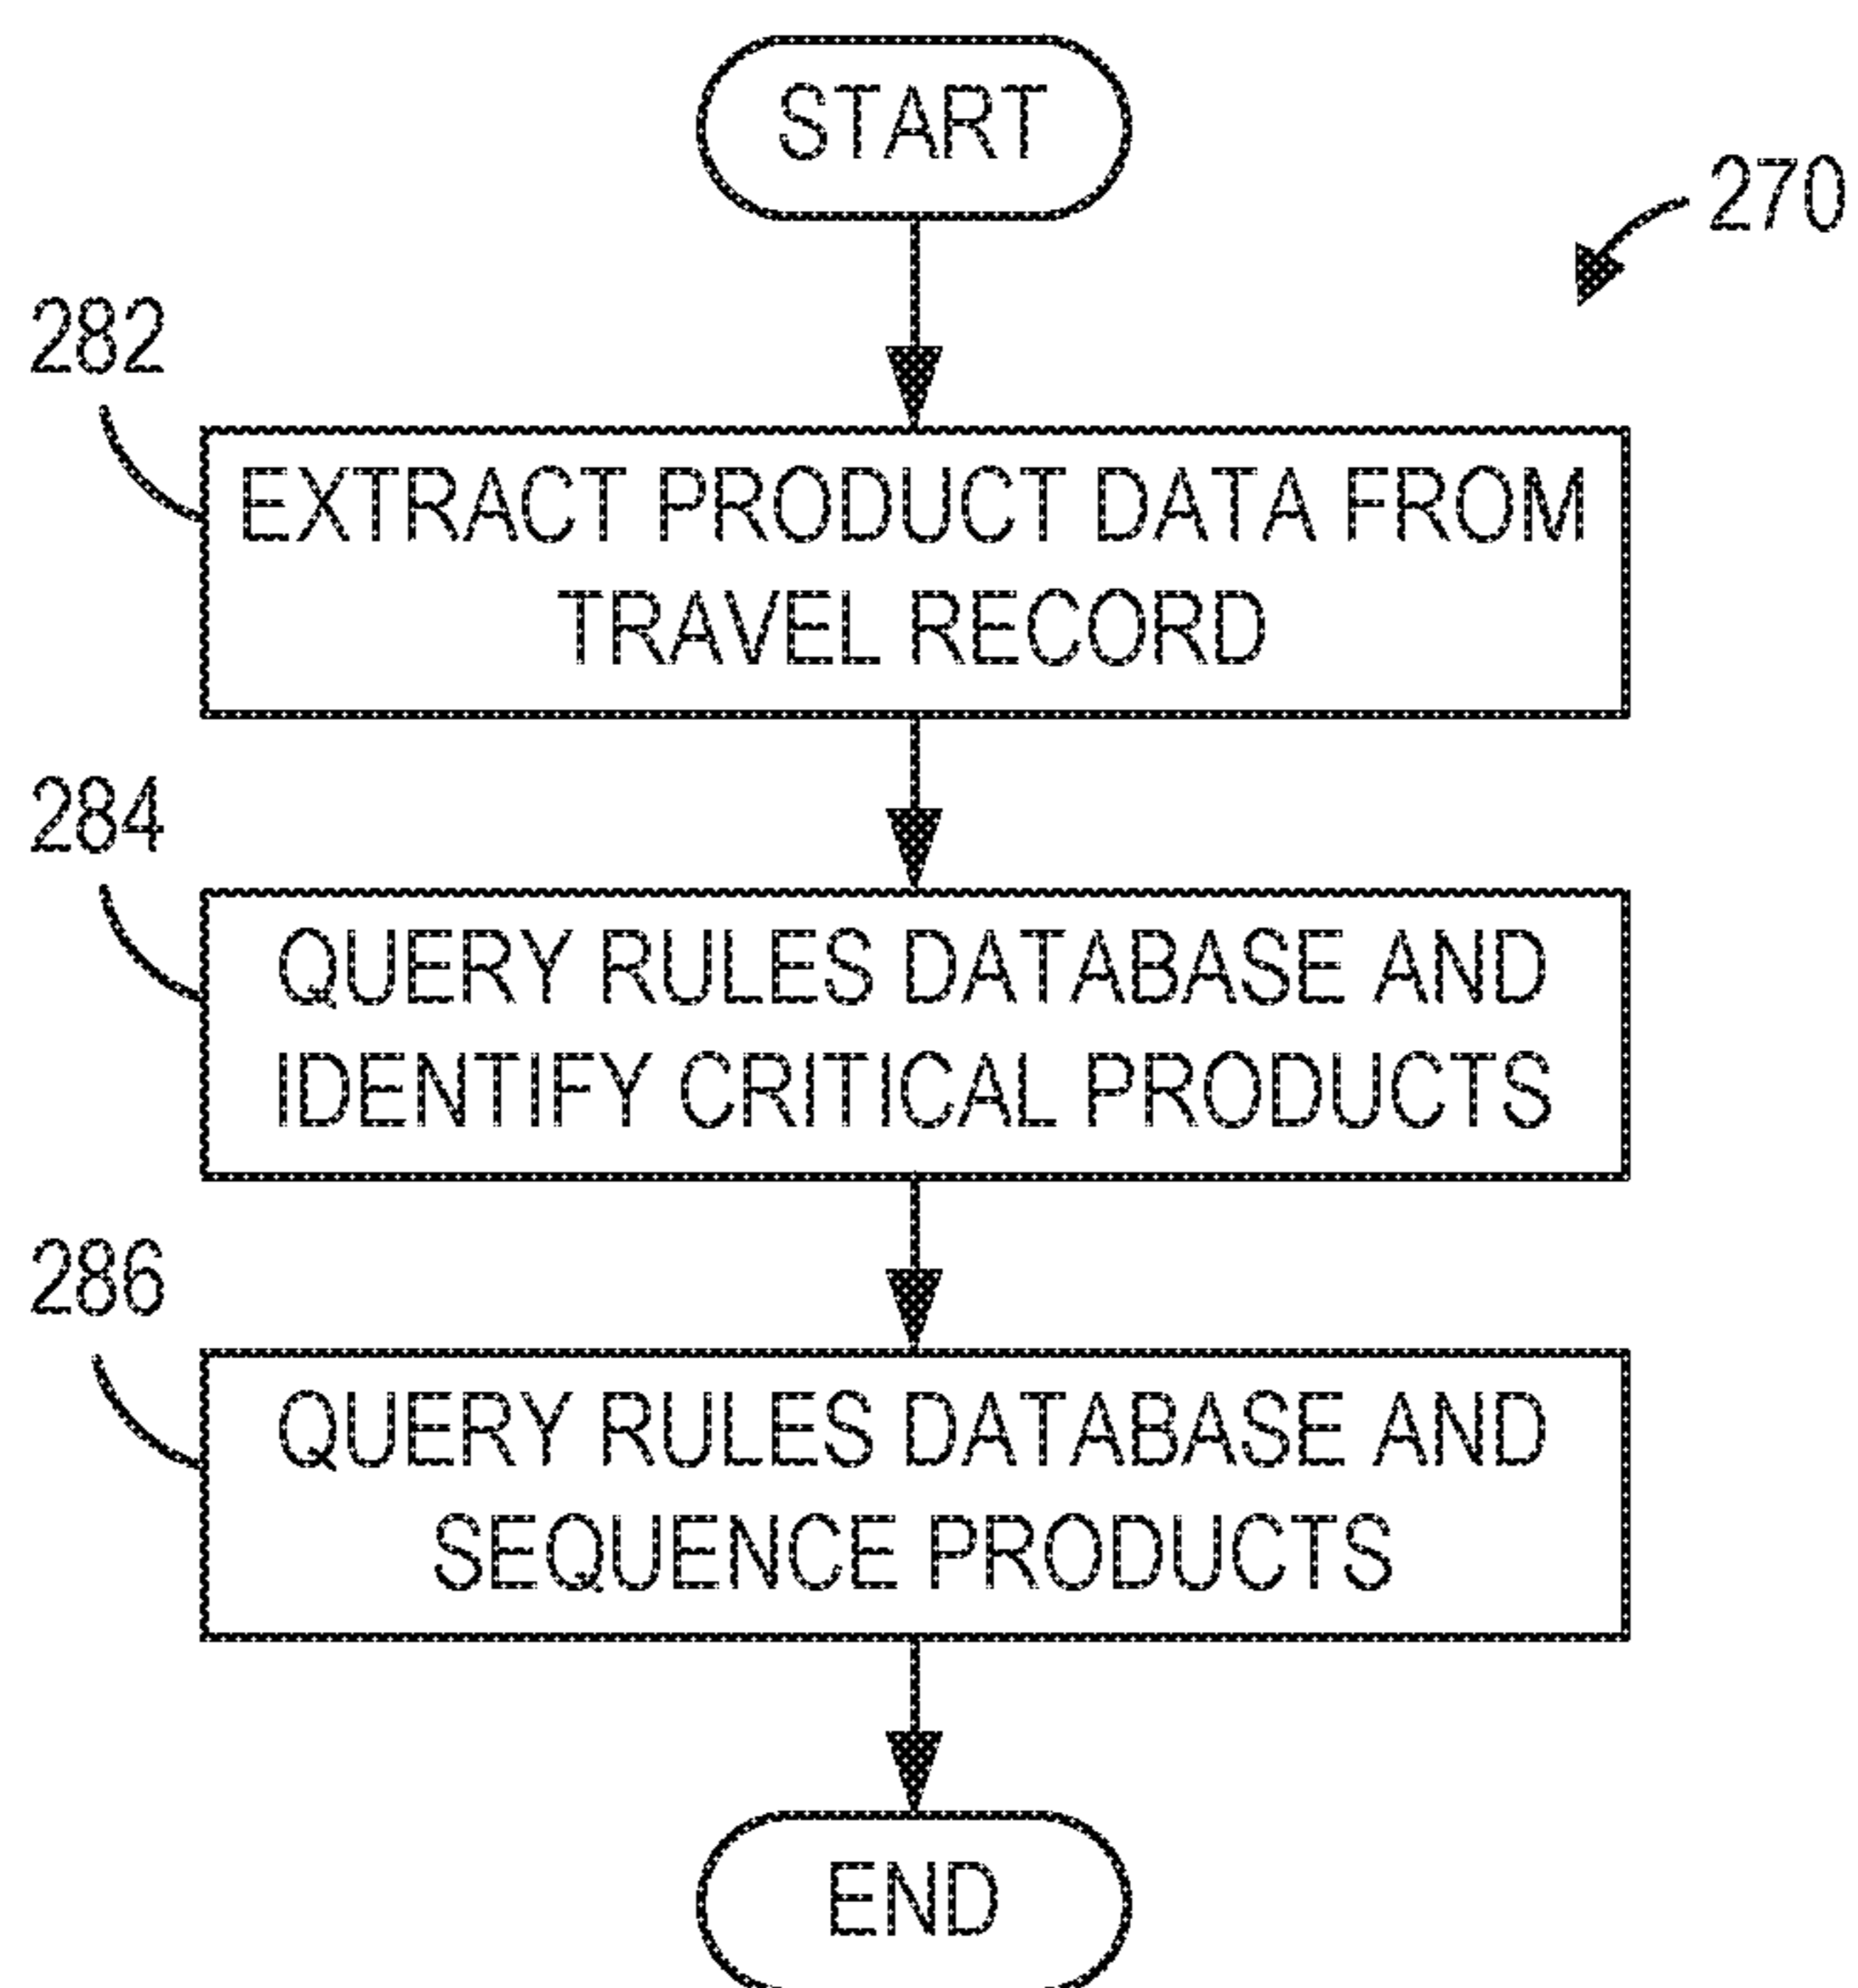 START
270
282
EXTRACT PRODUCT DATA FROM
TRAVEL RECORD
284
QUERY RULES DATABASE AND
IDENTIFY CRITICAL PRODUCTS
286
QUERY RULES DATABASE AND
SEQUENCE PRODUCTS
END